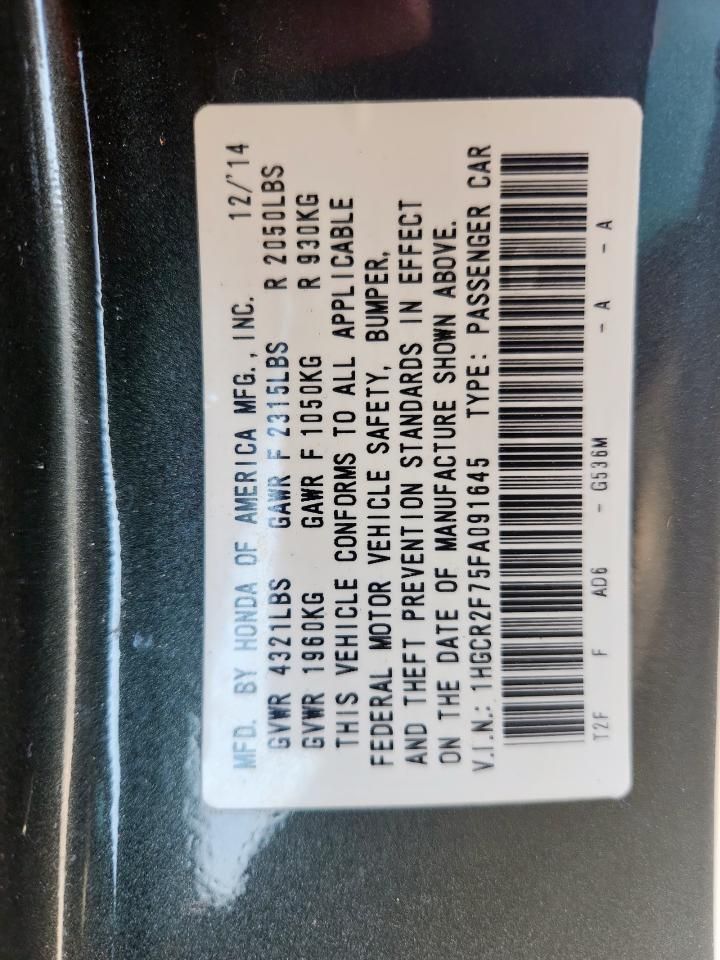 MFD. BY HONDA OF AMERICA MFG., INC. 12/'14
GVWR 4321LBS GAWR F 2315LBS R 2050LBS
GVWR 1960KG GAWR F 1050KG R 930KG
THIS VEHICLE CONFORMS TO ALL APPLICABLE
FEDERAL MOTOR VEHICLE SAFETY, BUMPER,
AND THEFT PREVENTION STANDARDS IN EFFECT
ON THE DATE OF MANUFACTURE SHOWN ABOVE.
V.I.N.: 1HGCR2F75FA091645 TYPE: PASSENGER CAR
T2F F AD6 - G536M - A - A